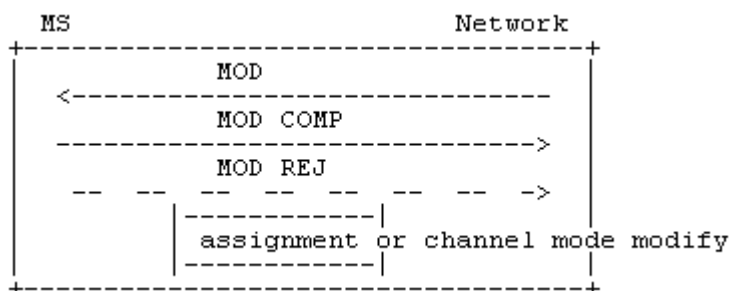 MS Network
MOD
MOD COMP
MOD REJ
assignment or channel mode modify